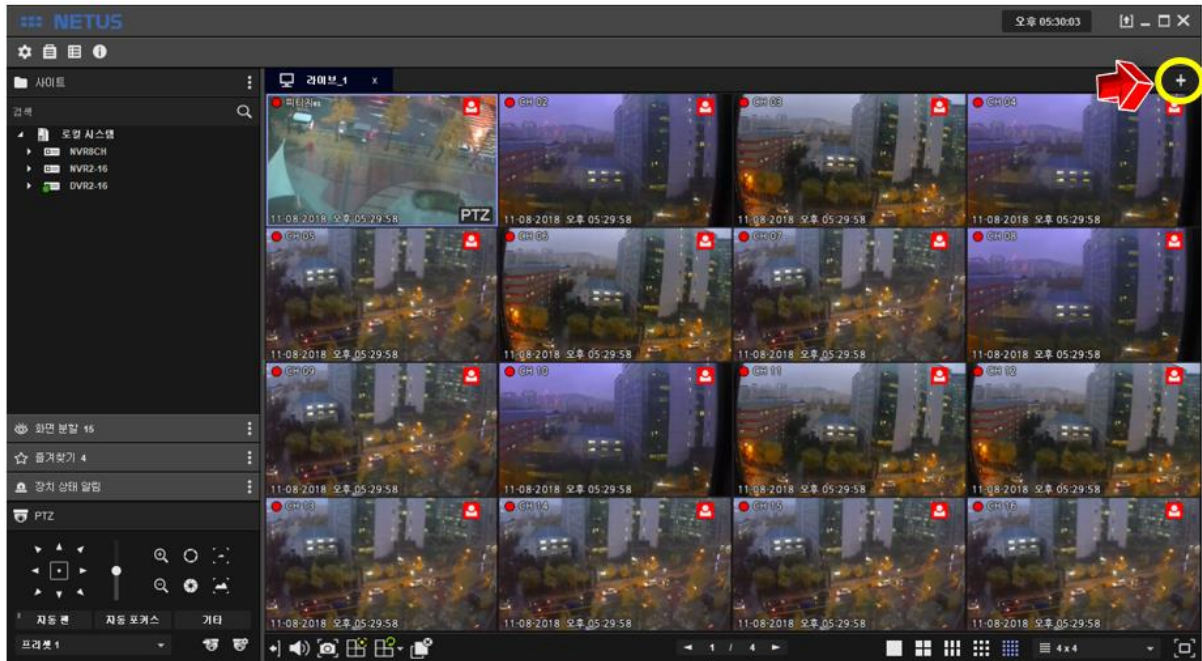 NETUS
오후 05:30:03
사이트
라이브_1 x
검색
로컬 시스템
NVR8CH
NVR2-16
DVR2-16
CH 02
CH 03
CH 04
11-08-2018 오후 05:29:58
PTZ
11-08-2018 오후 05:29:58
11-08-2018 오후 05:29:58
11-08-2018 오후 05:29:58
CH 05
CH 06
CH 07
CH 08
11-08-2018 오후 05:29:58
11-08-2018 오후 05:29:58
11-08-2018 오후 05:29:58
11-08-2018 오후 05:29:58
CH 09
CH 10
CH 11
CH 12
11-08-2018 오후 05:29:58
11-08-2018 오후 05:29:58
11-08-2018 오후 05:29:58
11-08-2018 오후 05:29:58
CH 13
CH 14
CH 15
CH 16
11-08-2018 오후 05:29:58
11-08-2018 오후 05:29:58
11-08-2018 오후 05:29:58
11-08-2018 오후 05:29:58
화면 분할 15
즐겨찾기 4
장치 상태 알림
PTZ
자동 팬
자동 포커스
기타
프리셋 1
1 / 4
4 x 4